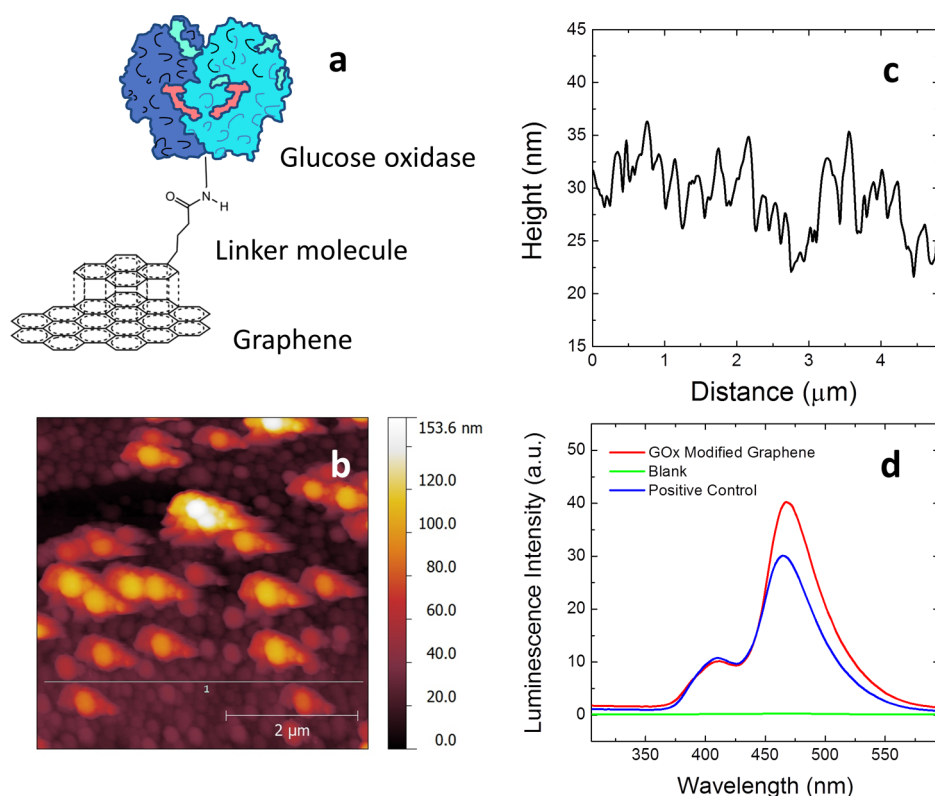 a
Glucose oxidase
O
N
H
Linker molecule
Graphene
b
153.6 nm
120.0
100.0
80.0
60.0
40.0
20.0
0.0
1
2 µm
c
Height (nm)
45
40
35
30
25
20
15
0 1 2 3 4
Distance (µm)
d
GOx Modified Graphene
Blank
Positive Control
Luminescence Intensity (a.u.)
50
40
30
20
10
0
350 400 450 500 550
Wavelength (nm)